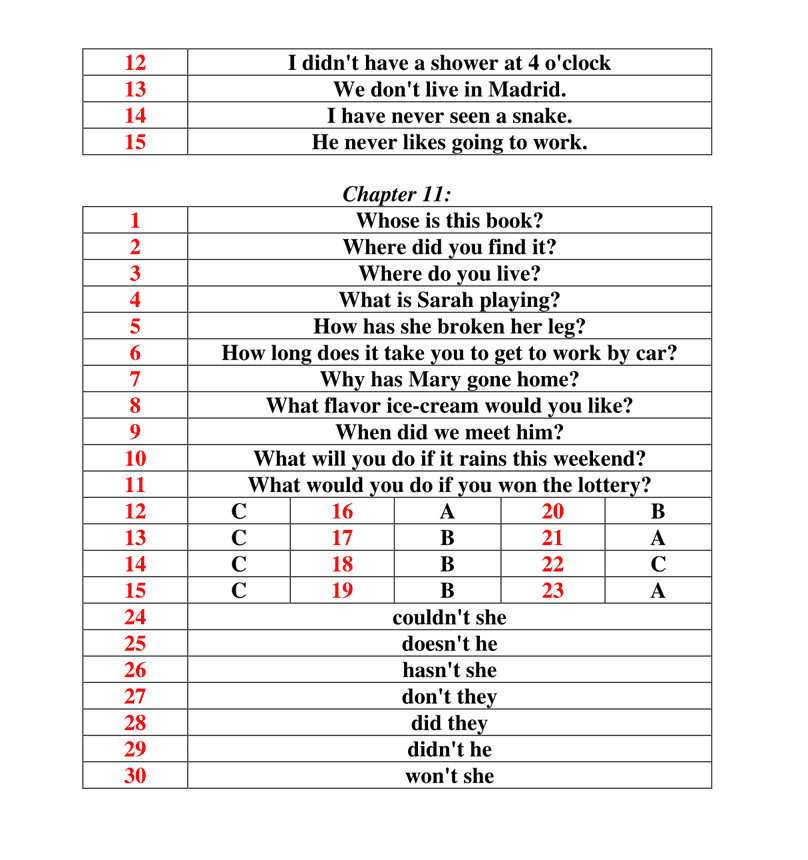 12 I didn't have a shower at 4 o'clock
13 We don't live in Madrid.
14 I have never seen a snake.
15 He never likes going to work.
Chapter 11:
1 Whose is this book?
2 Where did you find it?
3 Where do you live?
4 What is Sarah playing?
5 How has she broken her leg?
6 How long does it take you to get to work by car?
7 Why has Mary gone home?
8 What flavor ice-cream would you like?
9 When did we meet him?
10 What will you do if it rains this weekend?
11 What would you do if you won the lottery?
12 C 16 A 20 B
13 C 17 B 21 A
14 C 18 B 22 C
15 C 19 B 23 A
24 couldn't she
25 doesn't he
26 hasn't she
27 don't they
28 did they
29 didn't he
30 won't she